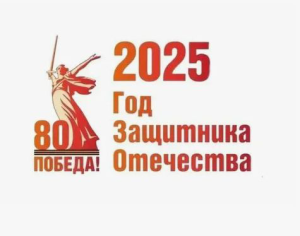 80
ПОБЕДА!
2025
Год
Защитника
Отечества